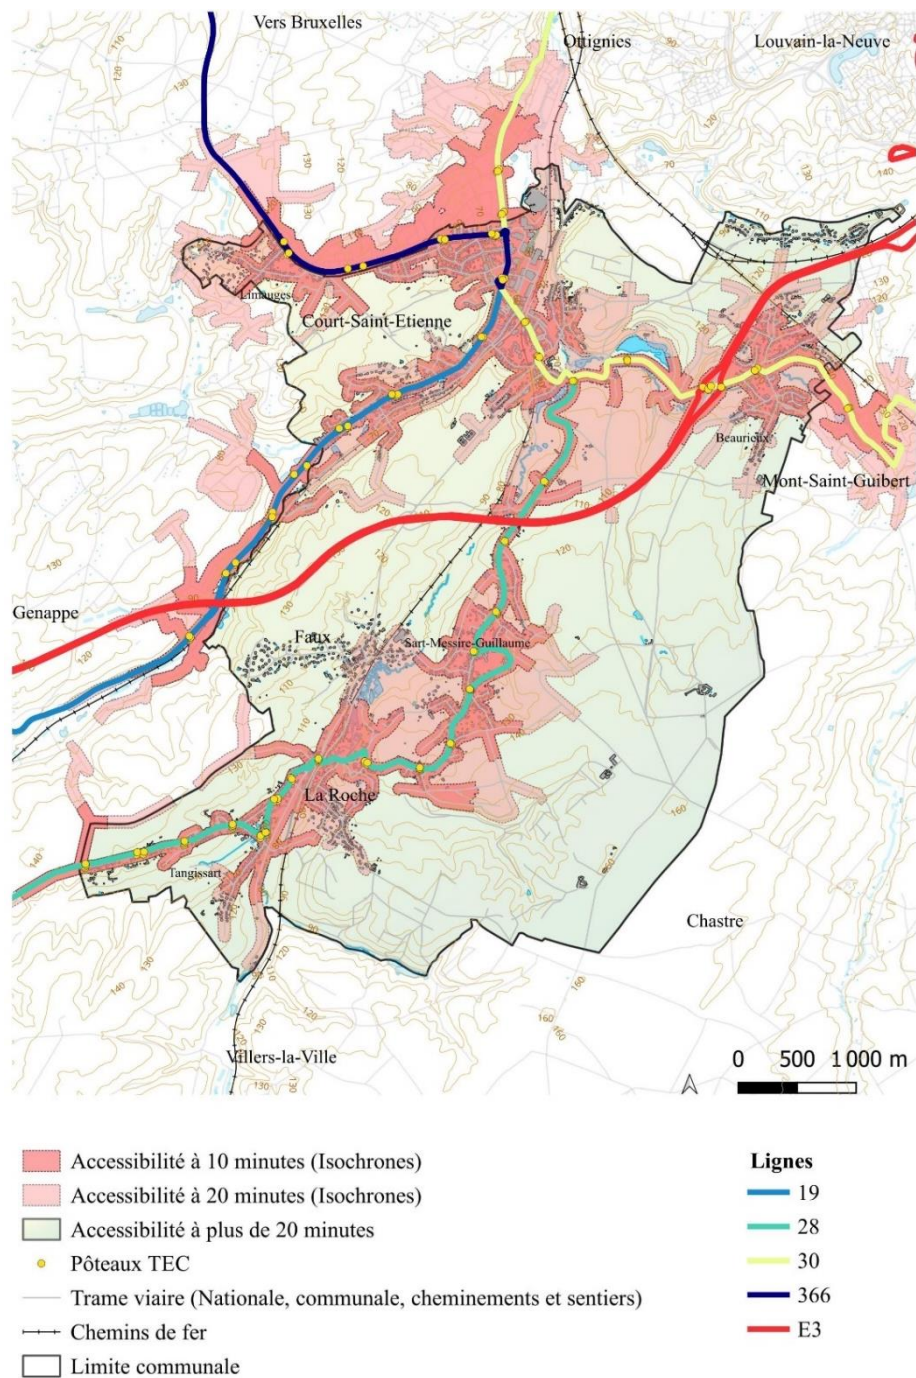 Vers Bruxelles
Ottignies
Louvain-la-Neuve
Limauges
Court-Saint-Etienne
Beaurieux
Mont-Saint-Guibert
Genappe
Faux
Sart-Messire-Guillaume
La Roche
Tangissart
Chastre
Villers-la-Ville
0 500 1 000 m
Accessibilité à 10 minutes (Isochrones)
Accessibilité à 20 minutes (Isochrones)
Accessibilité à plus de 20 minutes
Pôteaux TEC
Trame viaire (Nationale, communale, cheminements et sentiers)
Chemins de fer
Limite communale
Lignes
19
28
30
366
E3